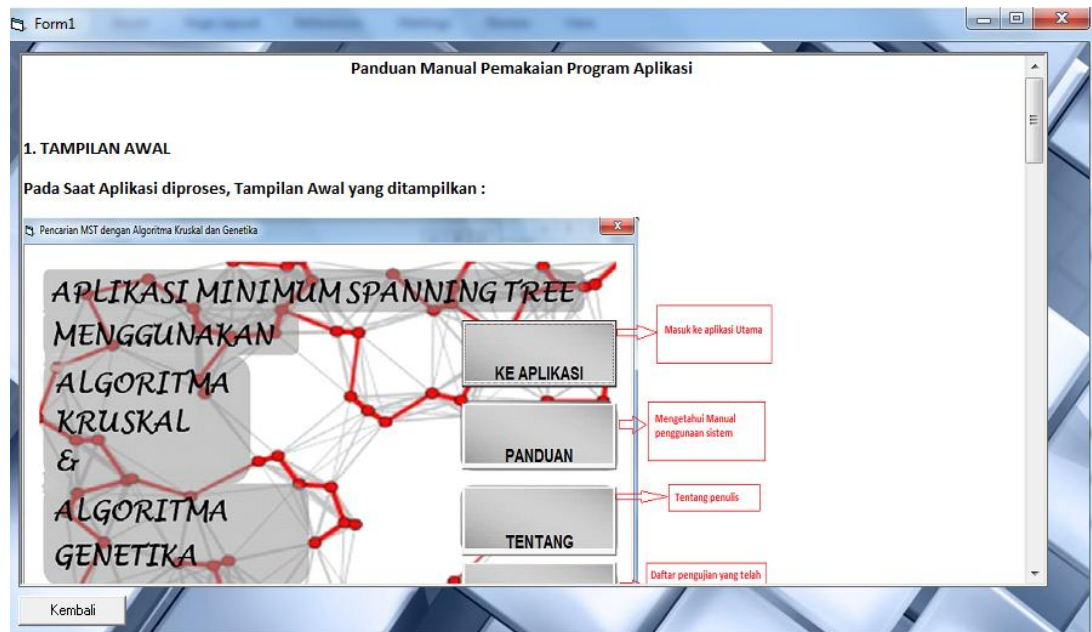 Form1
Panduan Manual Pemakaian Program Aplikasi
1. TAMPILAN AWAL
Pada Saat Aplikasi diproses, Tampilan Awal yang ditampilkan :
Pencarian MST dengan Algoritma Kruskal dan Genetika
APLIKASI MINIMUM SPANNING TREE
MENGGUNAKAN
ALGORITMA
KRUSKAL
&
ALGORITMA
GENETIKA
KE APLIKASI
Masuk ke aplikasi Utama
PANDUAN
Mengetahui Manual
penggunaan sistem
TENTANG
Tentang penulis
Daftar pengujian yang telah
Kembali